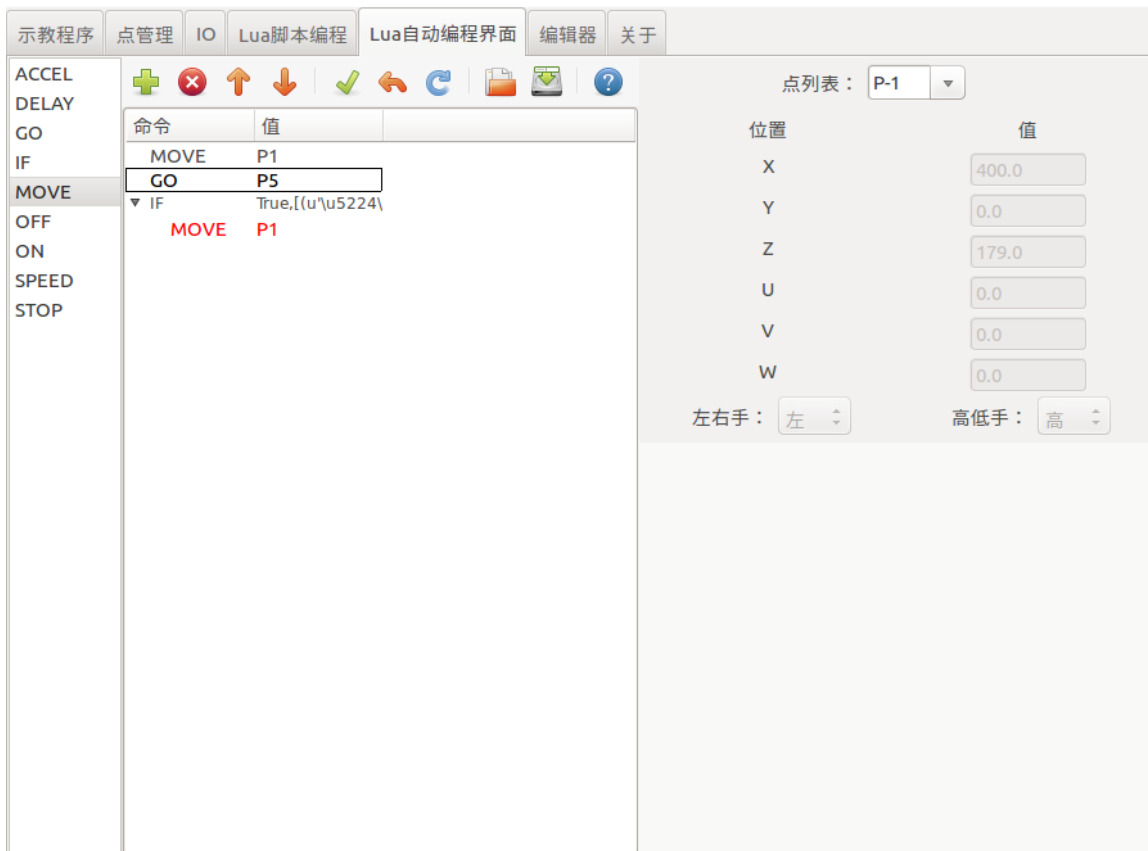 示教程序 点管理 IO Lua脚本编程 Lua自动编程界面 编辑器 关于
ACCEL
DELAY
GO
IF
MOVE
OFF
ON
SPEED
STOP
命令 值
MOVE P1
GO P5
IF True,[(u'\u5224\
MOVE P1
点列表： P-1
位置 值
X 400.0
Y 0.0
Z 179.0
U 0.0
V 0.0
W 0.0
左右手： 左 高低手： 高